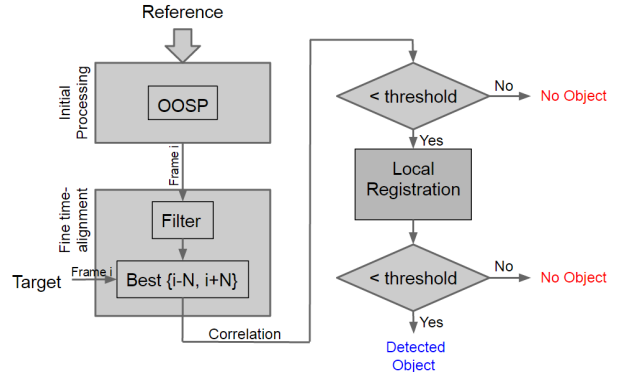 Reference
Initial
Processing
OOSP
Frame i
Fine time-
alignment
Filter
Target
Frame i
Best {i-N, i+N}
Correlation
< threshold
No
No Object
Yes
Local
Registration
< threshold
No
No Object
Yes
Detected
Object